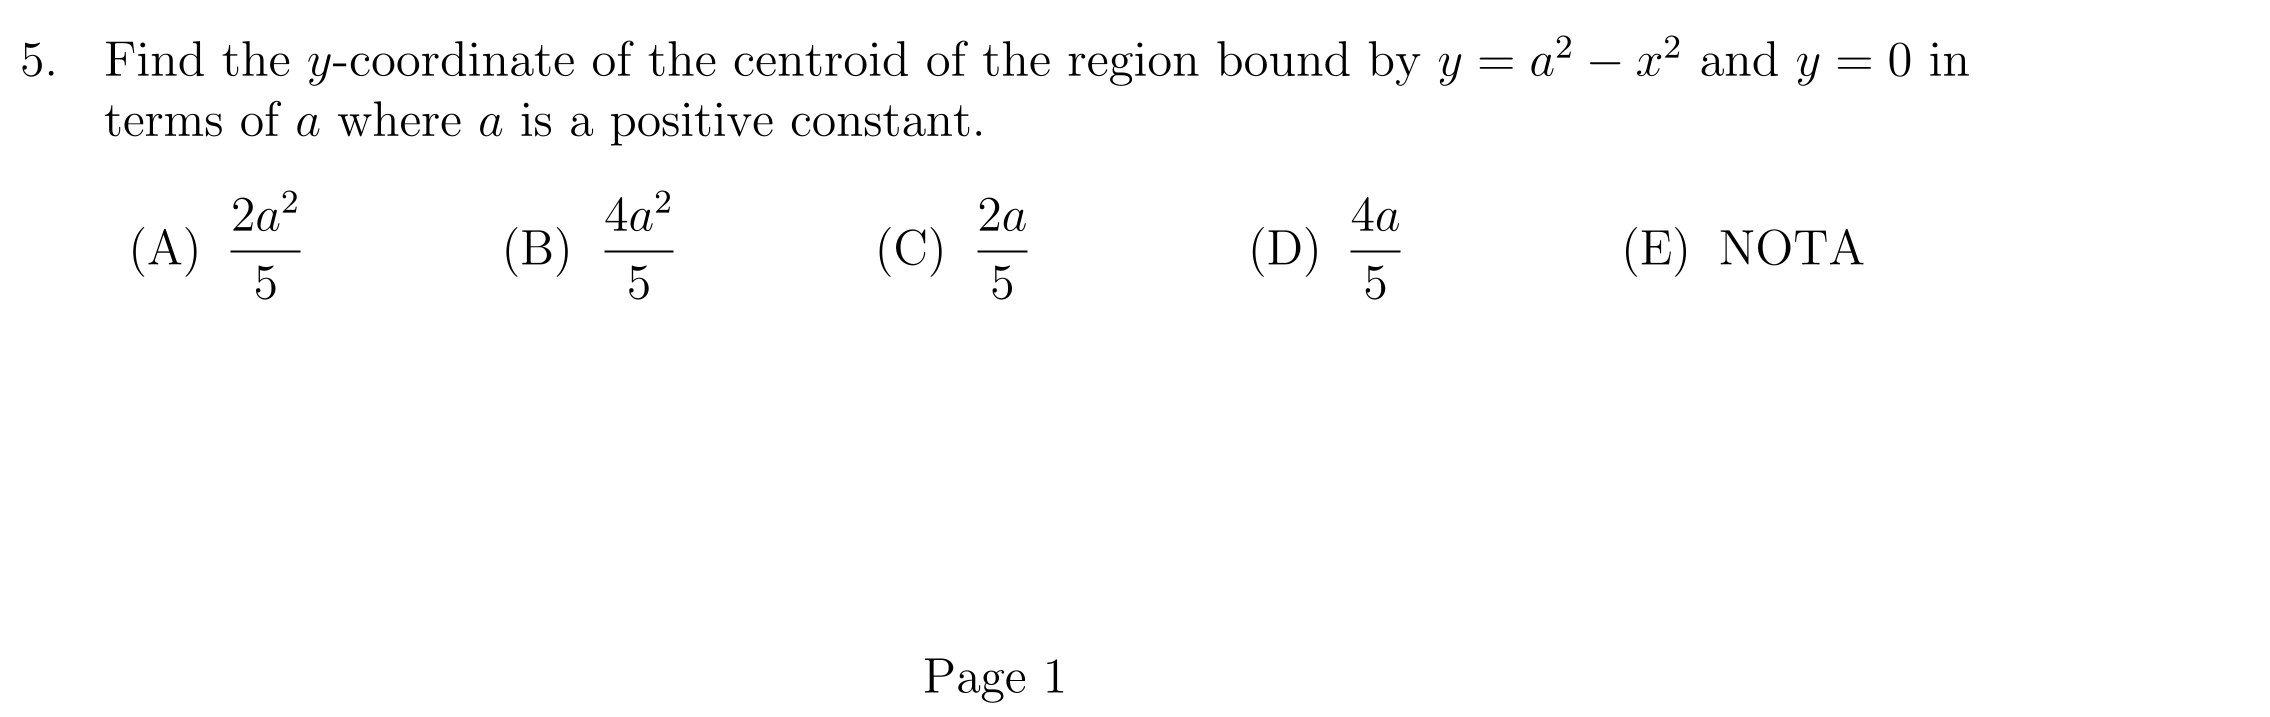 5. Find the y-coordinate of the centroid of the region bound by $y = a^2 - x^2$ and $y = 0$ in
terms of $a$ where $a$ is a positive constant.
(A) $\frac{2a^2}{5}$ (B) $\frac{4a^2}{5}$ (C) $\frac{2a}{5}$ (D) $\frac{4a}{5}$ (E) NOTA
Page 1